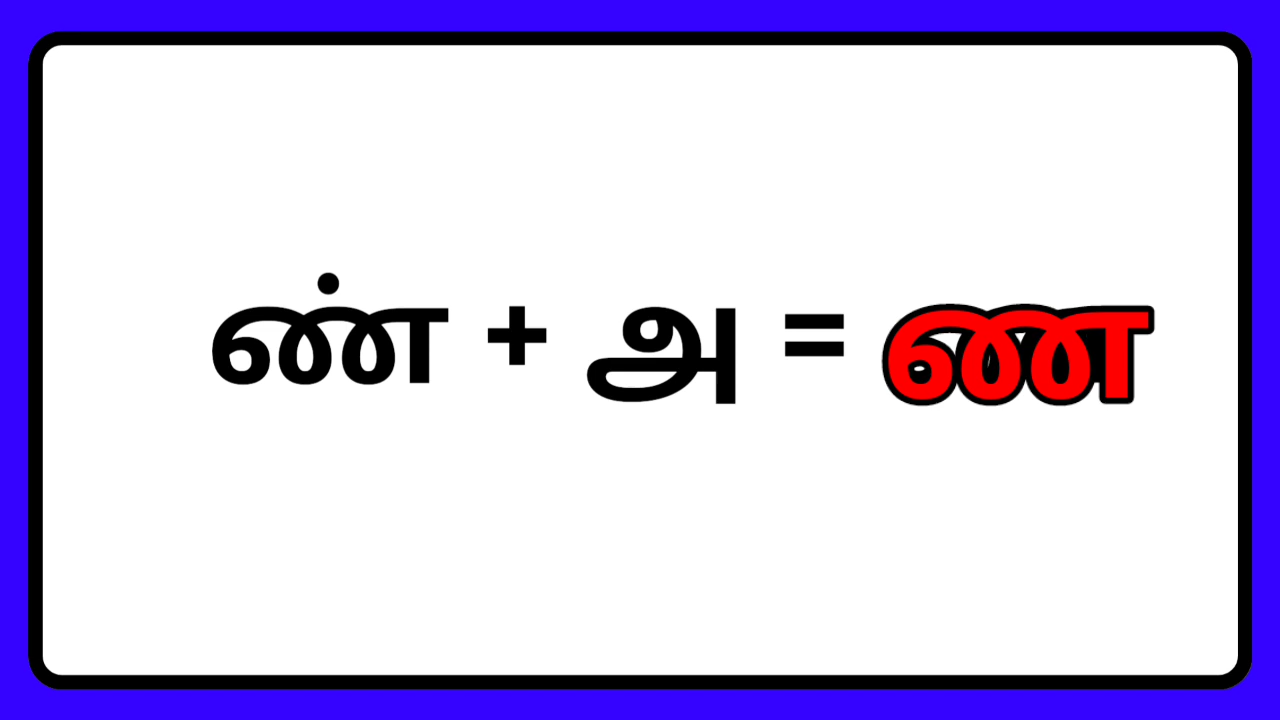 ண் + அ = ண